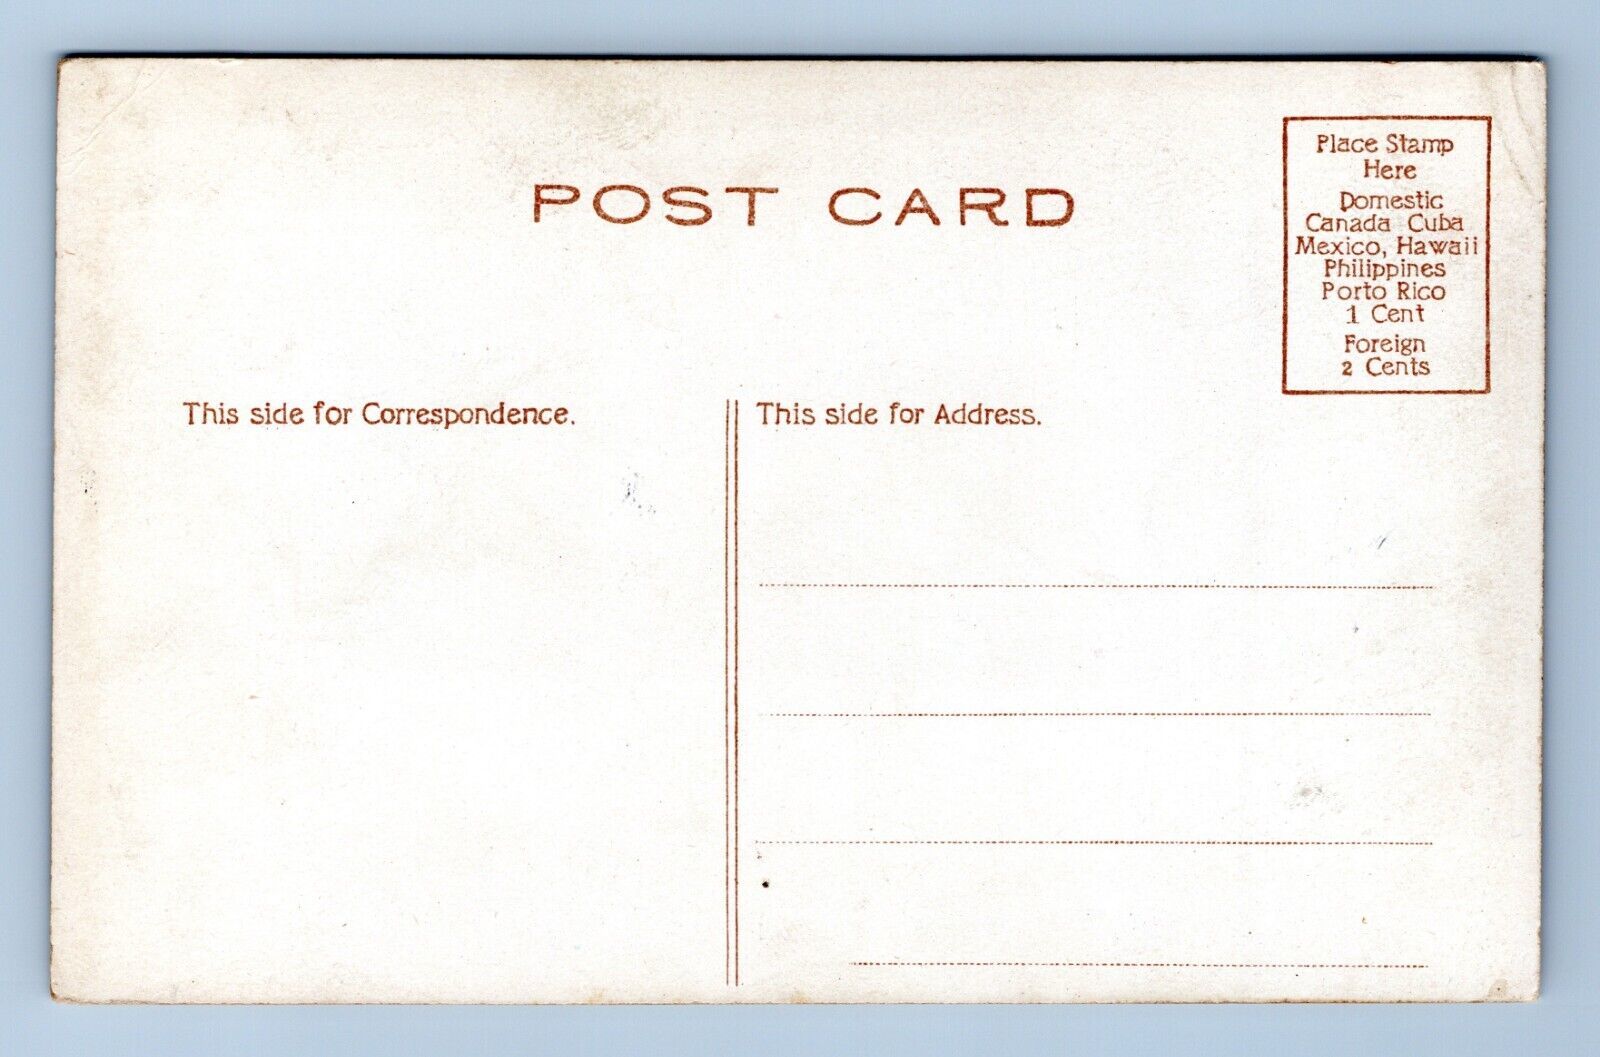 POST CARD
Place Stamp
Here
Domestic
Canada Cuba
Mexico, Hawaii
Philippines
Porto Rico
1 Cent
Foreign
2 Cents
This side for Correspondence.
This side for Address.